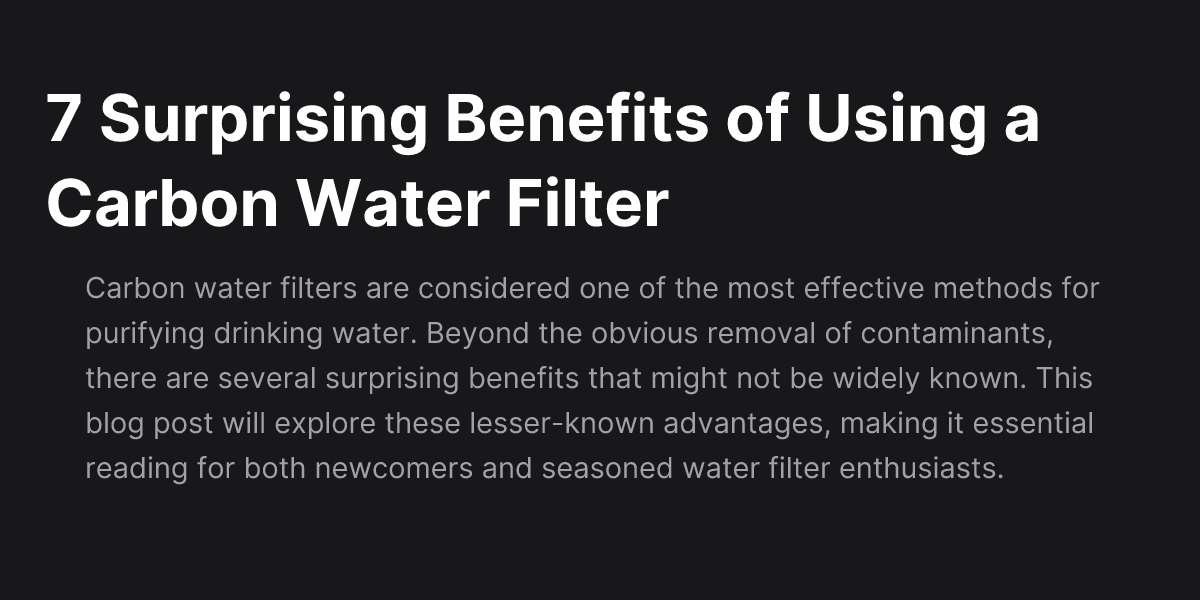 7 Surprising Benefits of Using a
Carbon Water Filter
Carbon water filters are considered one of the most effective methods for
purifying drinking water. Beyond the obvious removal of contaminants,
there are several surprising benefits that might not be widely known. This
blog post will explore these lesser-known advantages, making it essential
reading for both newcomers and seasoned water filter enthusiasts.